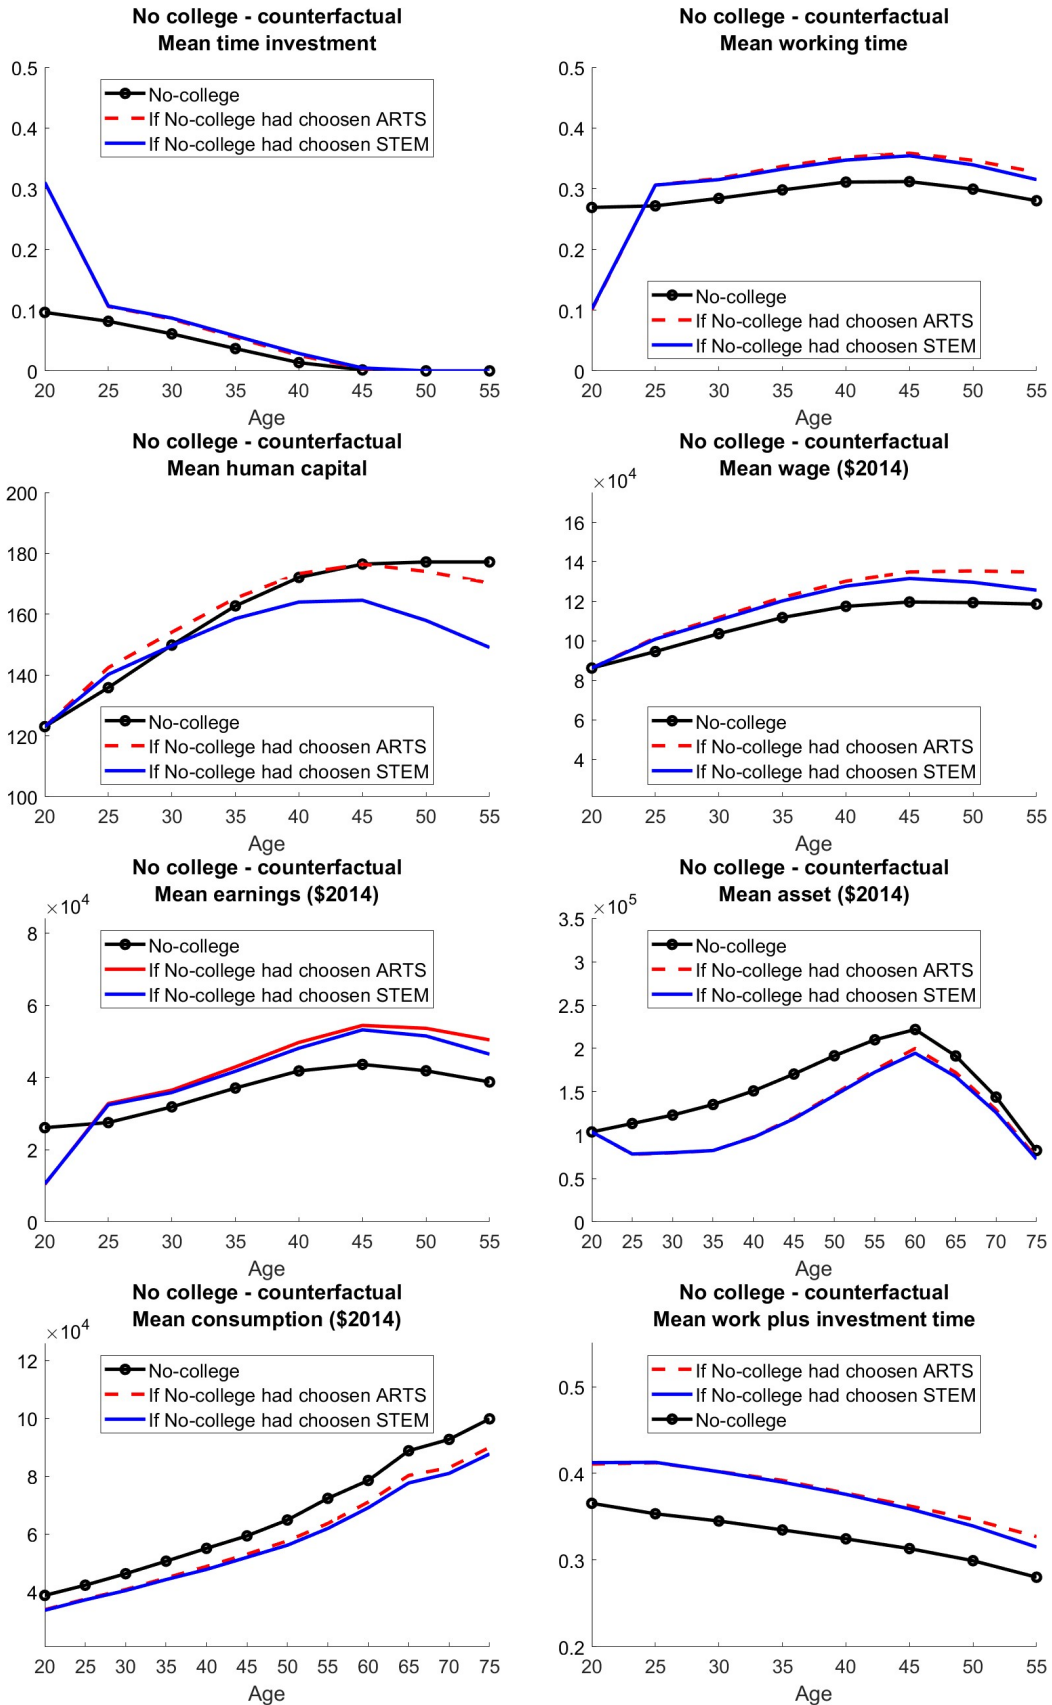 No college - counterfactual
Mean time investment
0.5
0.4
0.3
0.2
0.1
0
No-college
If No-college had choosen ARTS
If No-college had choosen STEM
20 25 30 35 40 45 50 55
Age
No college - counterfactual
Mean working time
0.5
0.4
0.3
0.2
0.1
0
No-college
If No-college had choosen ARTS
If No-college had choosen STEM
20 25 30 35 40 45 50 55
Age
No college - counterfactual
Mean human capital
200
180
160
140
120
100
No-college
If No-college had choosen ARTS
If No-college had choosen STEM
20 25 30 35 40 45 50 55
Age
No college - counterfactual
Mean wage ($2014)
×10⁴
16
14
12
10
8
6
4
No-college
If No-college had choosen ARTS
If No-college had choosen STEM
20 25 30 35 40 45 50 55
Age
No college - counterfactual
Mean earnings ($2014)
×10⁴
8
6
4
2
0
No-college
If No-college had choosen ARTS
If No-college had choosen STEM
20 25 30 35 40 45 50 55
Age
No college - counterfactual
Mean asset ($2014)
×10⁵
3.5
3
2.5
2
1.5
1
0.5
0
No-college
If No-college had choosen ARTS
If No-college had choosen STEM
20 25 30 35 40 45 50 55 60 65 70 75
Age
No college - counterfactual
Mean consumption ($2014)
×10⁴
12
10
8
6
4
No-college
If No-college had choosen ARTS
If No-college had choosen STEM
20 25 30 35 40 45 50 55 60 65 70 75
Age
No college - counterfactual
Mean work plus investment time
0.5
0.4
0.3
0.2
If No-college had choosen ARTS
If No-college had choosen STEM
No-college
20 25 30 35 40 45 50 55
Age